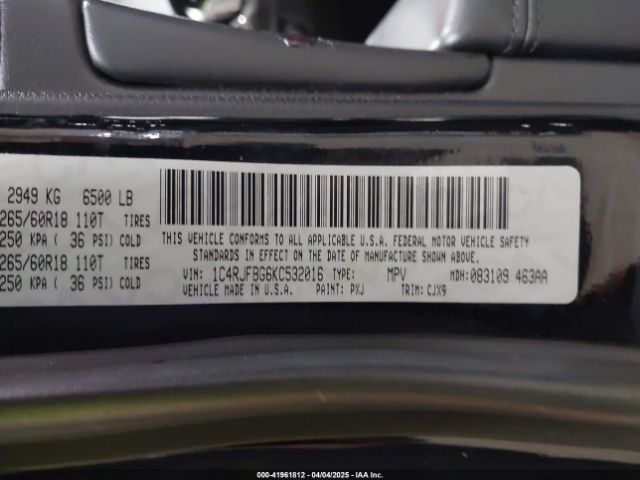 2949 KG 6500 LB
265/60R18 110T TIRES
250 KPA ( 36 PSI) COLD
265/60R18 110T TIRES
250 KPA ( 36 PSI) COLD
THIS VEHICLE CONFORMS TO ALL APPLICABLE U.S.A. FEDERAL MOTOR VEHICLE SAFETY
STANDARDS IN EFFECT ON THE DATE OF MANUFACTURE SHOWN ABOVE.
VIN: 1C4RJFBG6KC532016 TYPE: MPV MDH: 083109 463AA
VEHICLE MADE IN U.S.A. PAINT: PXJ TRIM: CJX9
000-41961812 - 04/04/2025 - IAA Inc.